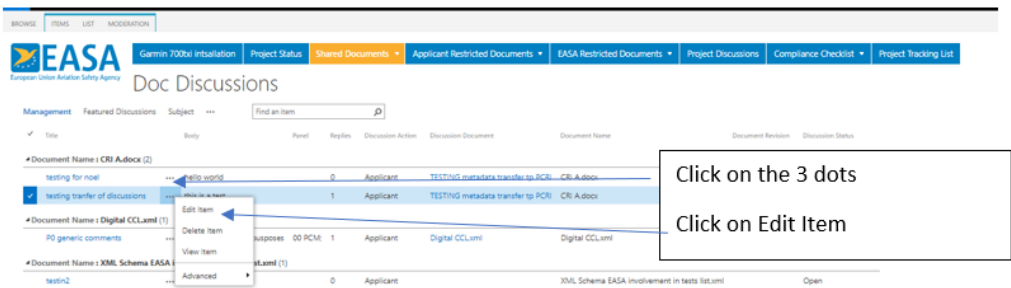 BROWSE ITEMS LIST MODERATION
EASA
European Union Aviation Safety Agency
Garmin 700txi intsallation Project Status Shared Documents Applicant Restricted Documents EASA Restricted Documents Project Discussions Compliance Checklist Project Tracking List
Doc Discussions
Management Featured Discussions Subject ... Find an item
Title Body Panel Replies Discussion Action Discussion Document Document Name Document Revision Discussion Status
Document Name : CRI A.docx (2)
testing for noel ... hello world 0 Applicant TESTING metadata transfer tp PCRI CRI A.docx
testing tranfer of discussions ... this is a test 1 Applicant TESTING metadata transfer tp PCRI CRI A.docx
Document Name : Digital CCL.xml (1)
P0 generic comments ... pusposes 00 PCM; 1 Applicant Digital CCL.xml Digital CCL.xml
Document Name : XML Schema EASA i st.xml (1)
testin2 ... 0 Applicant XML Schema EASA involvement in tests list.xml Open
Edit Item
Delete Item
View Item
Advanced
Click on the 3 dots
Click on Edit Item